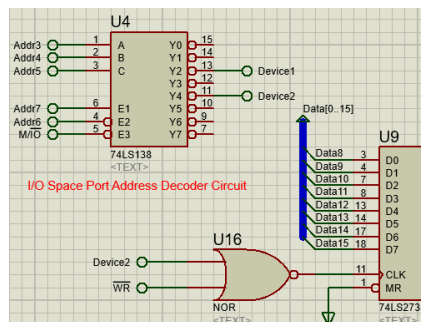 U4
Addr3 1 A Y0 15
Addr4 2 B Y1 14
Addr5 3 C Y2 13 Device1
Y3 12
Y4 11 Device2
Addr7 6 E1 Y5 10
Addr6 4 E2 Y6 9
M/IO 5 E3 Y7 7
74LS138
<TEXT>
I/O Space Port Address Decoder Circuit
Data[0..15]
U9
Data8 3 D0
Data9 4 D1
Data10 7 D2
Data11 8 D3
Data12 13 D4
Data13 14 D5
Data14 17 D6
Data15 18 D7
U16
Device2
WR
11 CLK
1 MR
NOR
<TEXT>
74LS273
<TEXT>